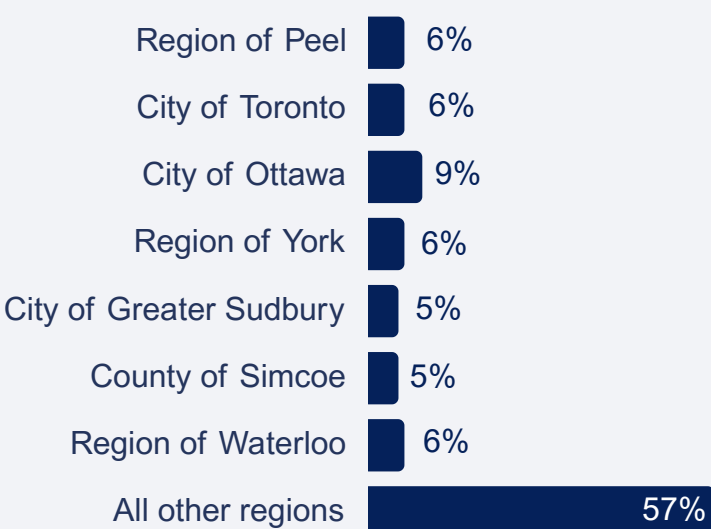 Region of Peel 6%
City of Toronto 6%
City of Ottawa 9%
Region of York 6%
City of Greater Sudbury 5%
County of Simcoe 5%
Region of Waterloo 6%
All other regions 57%